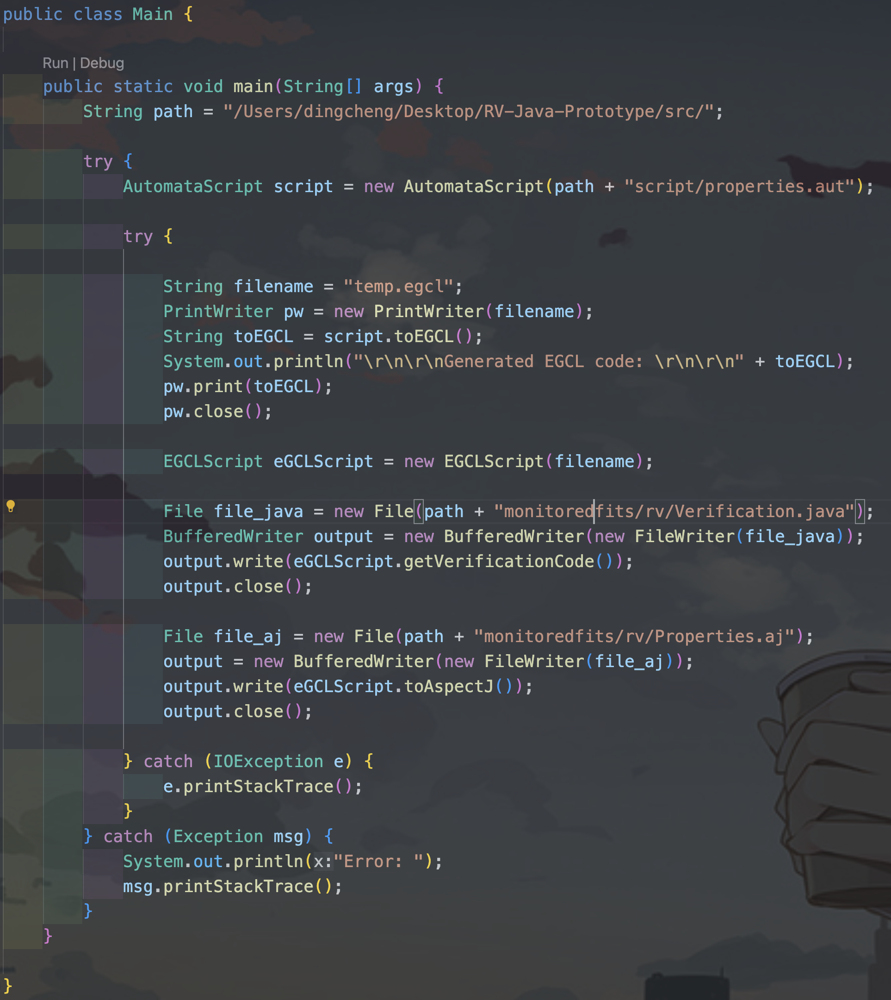 public class Main {
Run | Debug
public static void main(String[] args) {
String path = "/Users/dingcheng/Desktop/RV-Java-Prototype/src/";
try {
AutomataScript script = new AutomataScript(path + "script/properties.aut");
try {
String filename = "temp.egcl";
PrintWriter pw = new PrintWriter(filename);
String toEGCL = script.toEGCL();
System.out.println("\r\n\r\nGenerated EGCL code: \r\n\r\n" + toEGCL);
pw.print(toEGCL);
pw.close();
EGCLScript eGCLScript = new EGCLScript(filename);
File file_java = new File(path + "monitoredfits/rv/Verification.java");
BufferedWriter output = new BufferedWriter(new FileWriter(file_java));
output.write(eGCLScript.getVerificationCode());
output.close();
File file_aj = new File(path + "monitoredfits/rv/Properties.aj");
output = new BufferedWriter(new FileWriter(file_aj));
output.write(eGCLScript.toAspectJ());
output.close();
} catch (IOException e) {
e.printStackTrace();
}
} catch (Exception msg) {
System.out.println(x:"Error: ");
msg.printStackTrace();
}
}
}